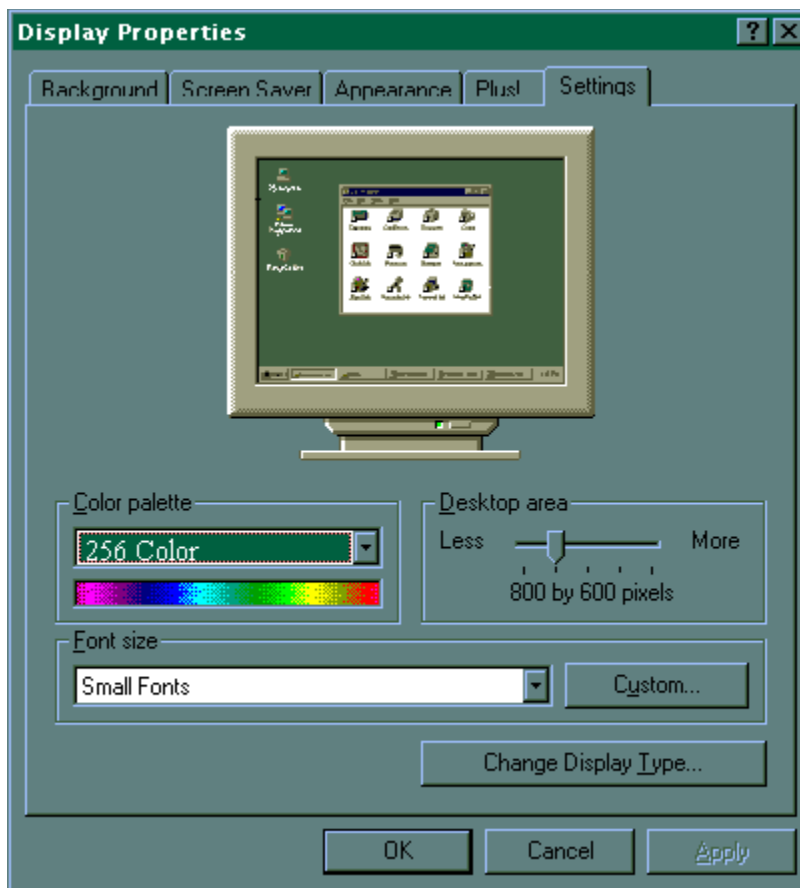 Display Properties
Background Screen Saver Appearance Plus! Settings
Color palette
256 Color
Desktop area
Less More
800 by 600 pixels
Font size
Small Fonts
Custom...
Change Display Type...
OK Cancel Apply